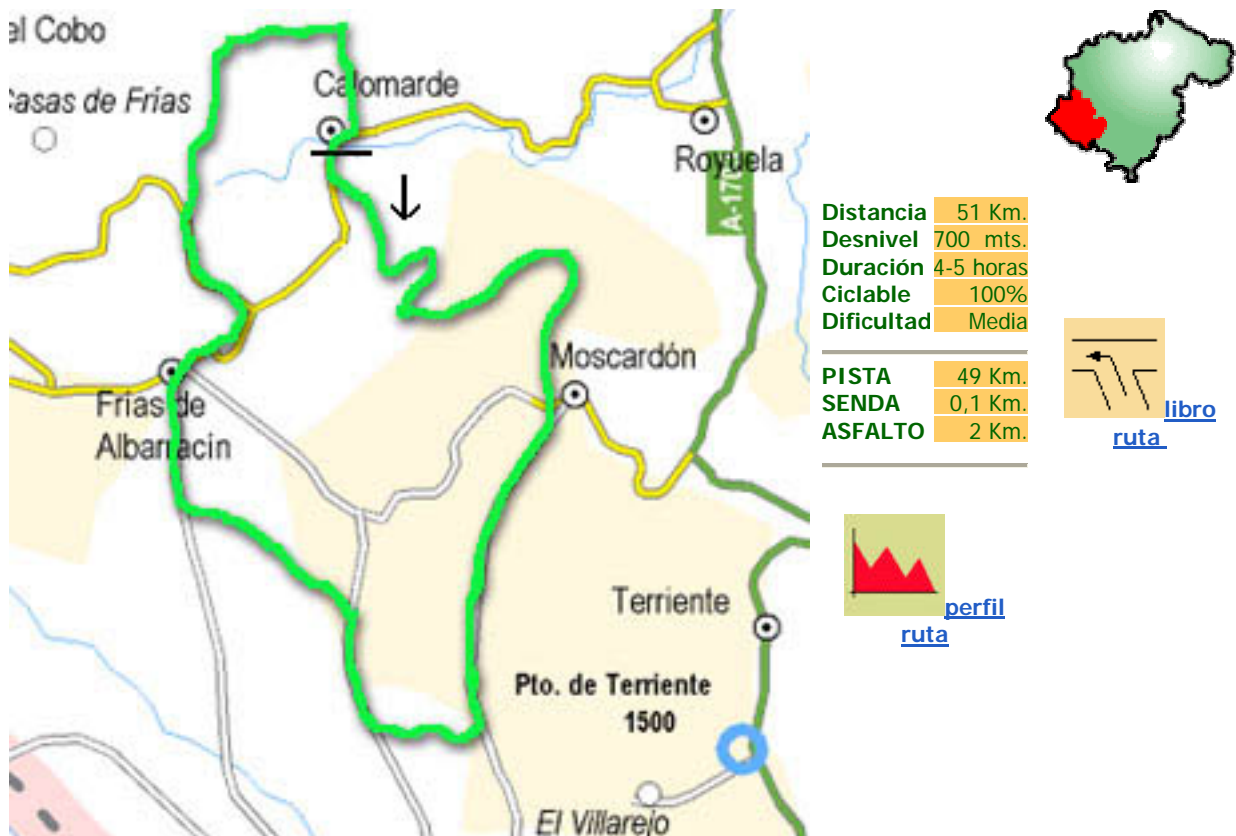 el Cobo
Casas de Frías
Calomarde
Royuela
A-170
Moscardón
Frías de
Albarracín
Terriente
Pto. de Terriente
1500
El Villarejo
Distancia 51 Km.
Desnivel 700 mts.
Duración 4-5 horas
Ciclable 100%
Dificultad Media
PISTA 49 Km.
SENDA 0,1 Km.
ASFALTO 2 Km.
libro
ruta
perfil
ruta